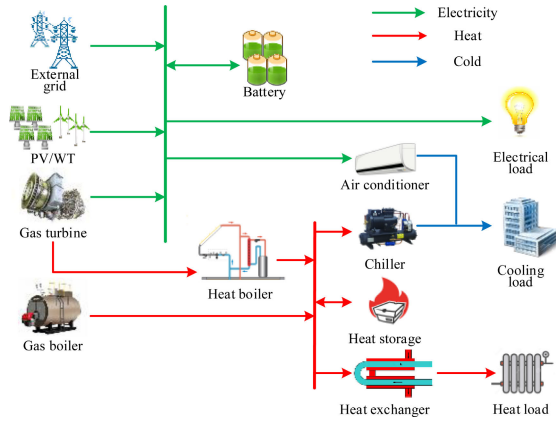 Electricity
Heat
Cold
External
grid
Battery
PV/WT
Electrical
load
Air conditioner
Gas turbine
Heat boiler
Chiller
Cooling
load
Gas boiler
Heat storage
Heat exchanger
Heat load